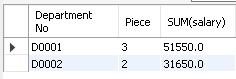 Department No Piece SUM(salary)
D0001 3 51550.0
D0002 2 31650.0